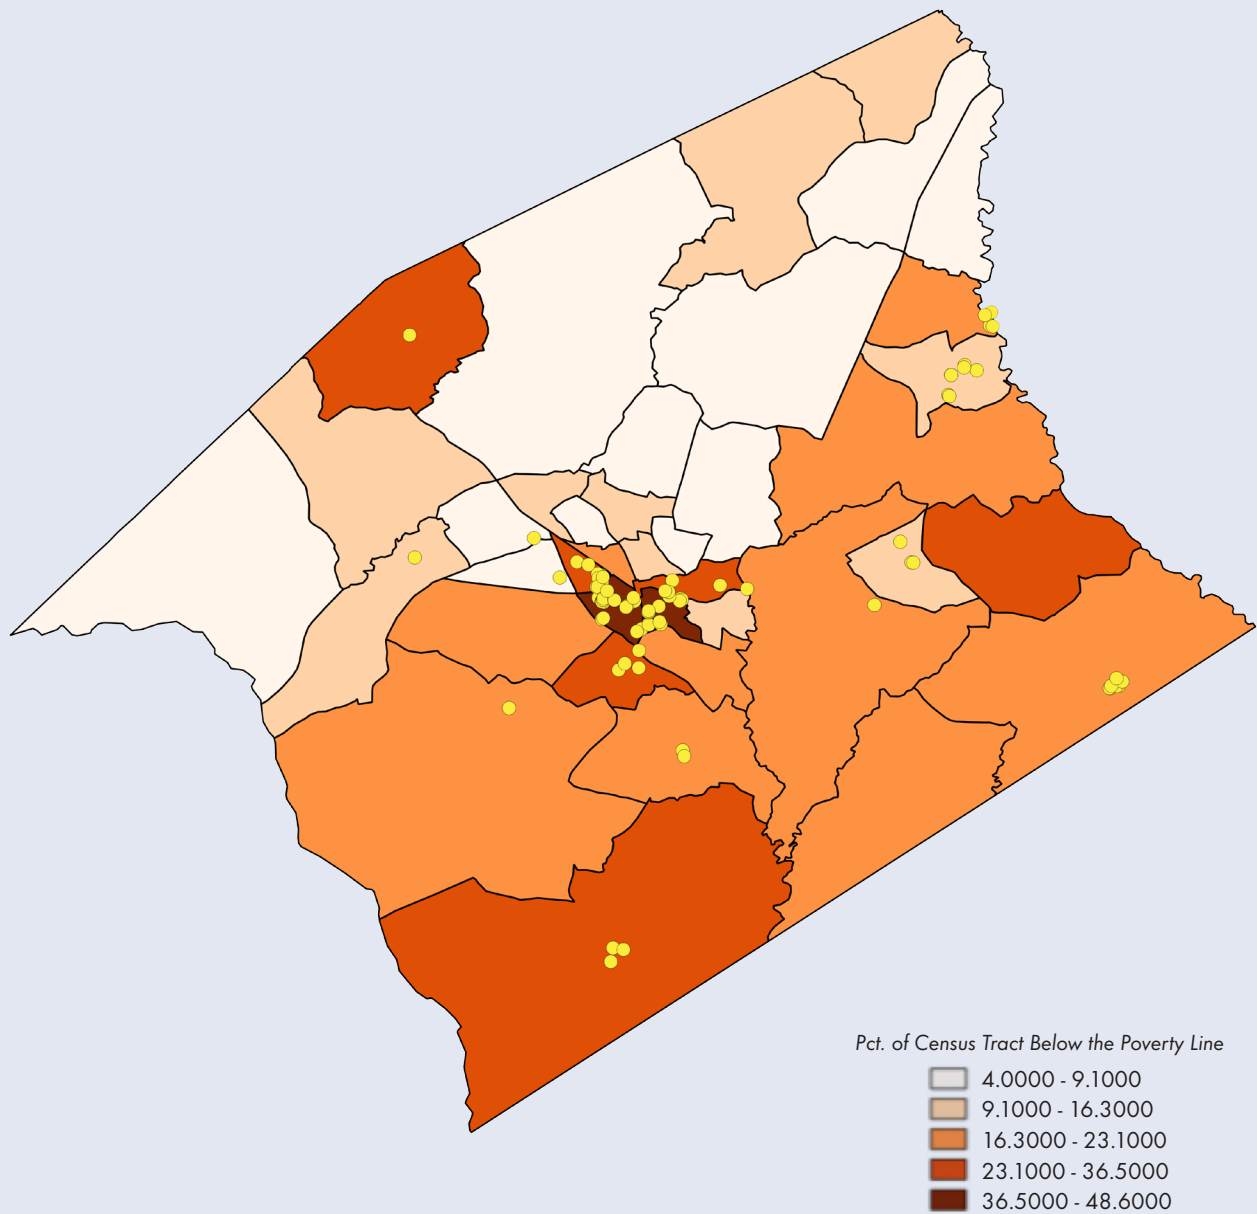 Pct. of Census Tract Below the Poverty Line
4.0000 - 9.1000
9.1000 - 16.3000
16.3000 - 23.1000
23.1000 - 36.5000
36.5000 - 48.6000